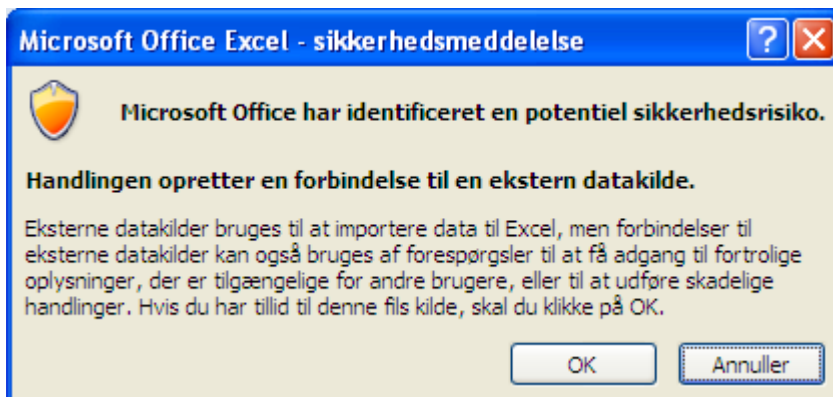 Microsoft Office Excel - sikkerhedsmeddelelse
Microsoft Office har identificeret en potentiel sikkerhedsrisiko.
Handlingen opretter en forbindelse til en ekstern datakilde.
Eksterne datakilder bruges til at importere data til Excel, men forbindelser til
eksterne datakilder kan også bruges af forespørgsler til at få adgang til fortrolige
oplysninger, der er tilgængelige for andre brugere, eller til at udføre skadelige
handlinger. Hvis du har tillid til denne fils kilde, skal du klikke på OK.
OK Annuller